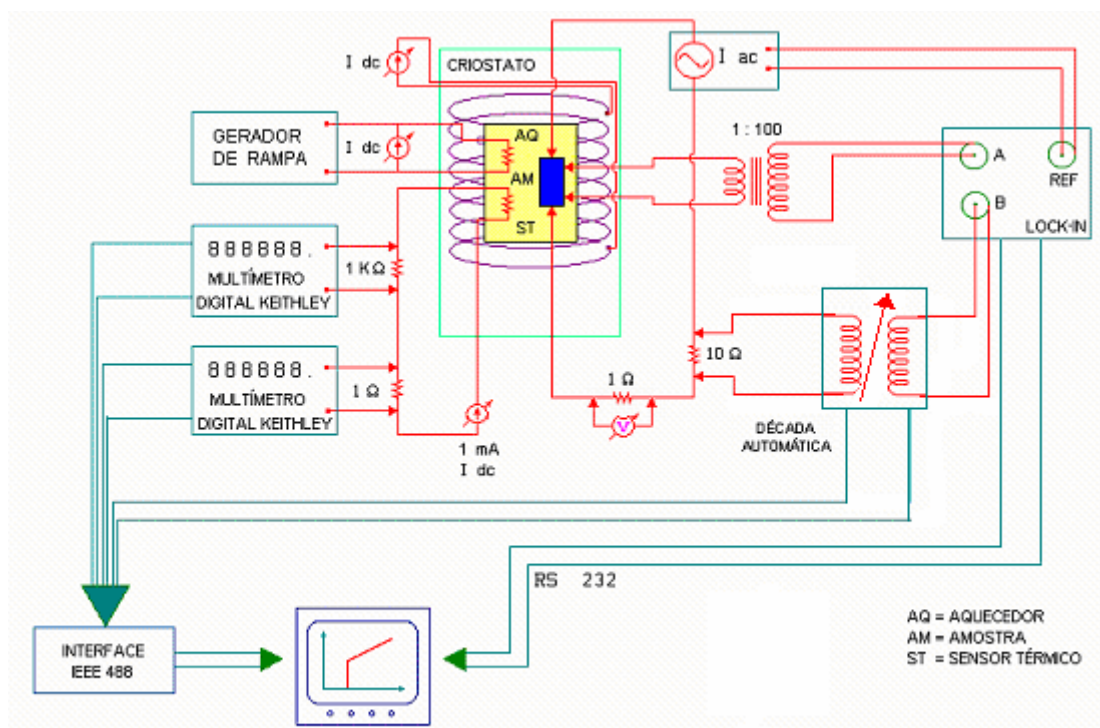 I dc
CRIOSTATO
I ac
GERADOR
DE RAMPA
I dc
AQ
AM
ST
1 : 100
A
REF
B
LOCK-IN
888888.
MULTÍMETRO
DIGITAL KEITHLEY
1 KΩ
888888.
MULTÍMETRO
DIGITAL KEITHLEY
1 Ω
1 mA
I dc
1 Ω
V
10 Ω
DÉCADA
AUTOMÁTICA
RS 232
INTERFACE
IEEE 488
AQ = AQUECEDOR
AM = AMOSTRA
ST = SENSOR TÉRMICO